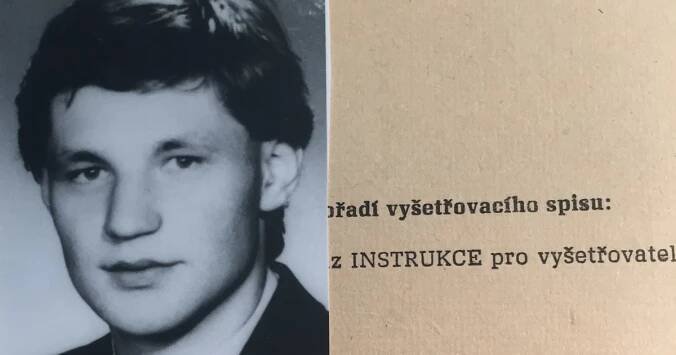 ořadí vyšetřovacího spisu:
z INSTRUKCE pro vyšetřovatel